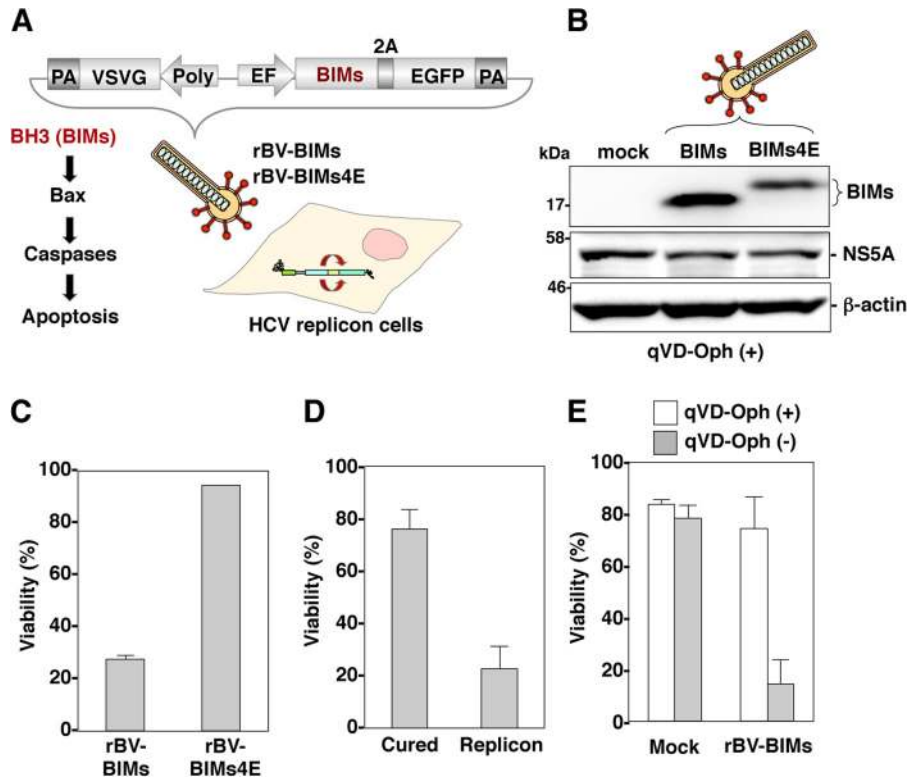 A
2A
PA VSVG Poly EF BIMs EGFP PA
BH3 (BIMs)
Bax
Caspases
Apoptosis
rBV-BIMs
rBV-BIMs4E
HCV replicon cells
B
kDa mock BIMs BIMs4E
17 BIMs
58 NS5A
46 β-actin
qVD-Oph (+)
C
Viability (%)
100
80
60
40
20
0
rBV-BIMs
rBV-BIMs4E
D
Viability (%)
100
80
60
40
20
0
Cured Replicon
E
qVD-Oph (+)
qVD-Oph (-)
Viability (%)
100
80
60
40
20
0
Mock rBV-BIMs